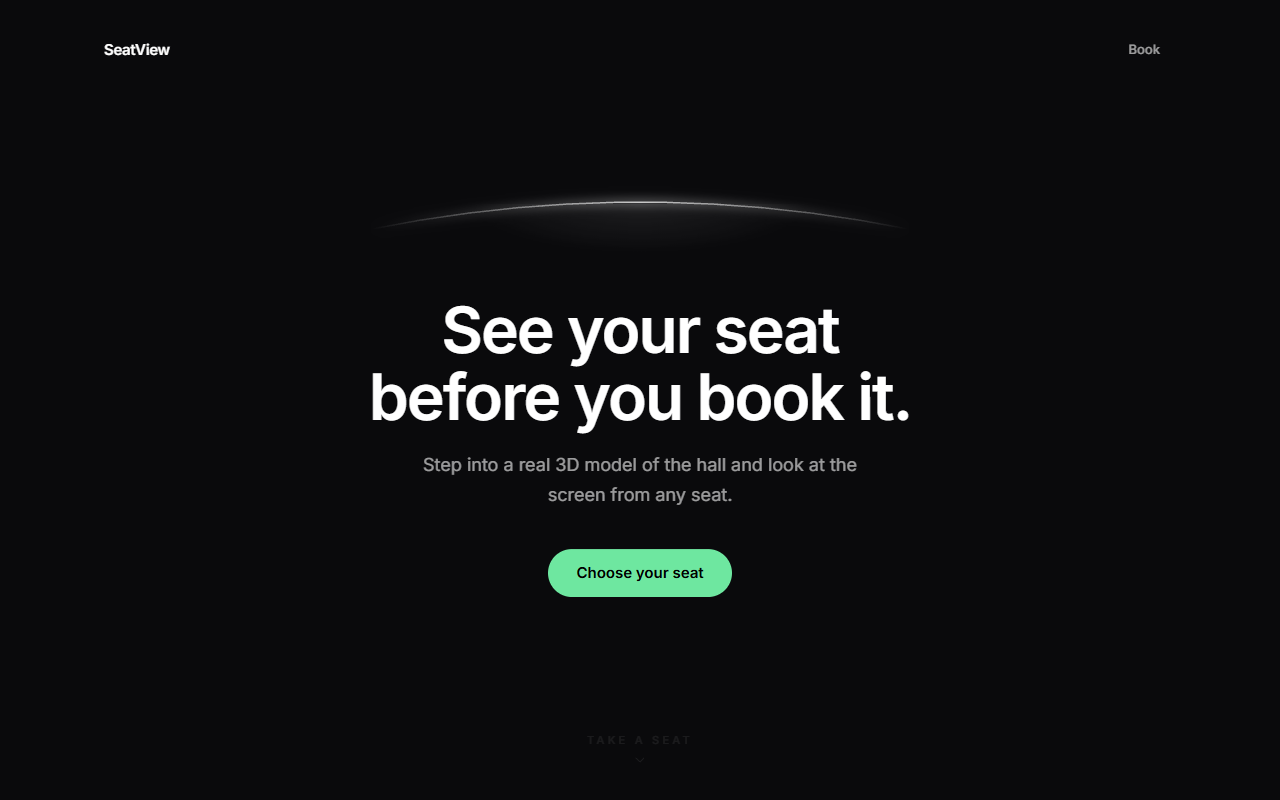 SeatView
Book
See your seat
before you book it.
Step into a real 3D model of the hall and look at the
screen from any seat.
Choose your seat
TAKE A SEAT